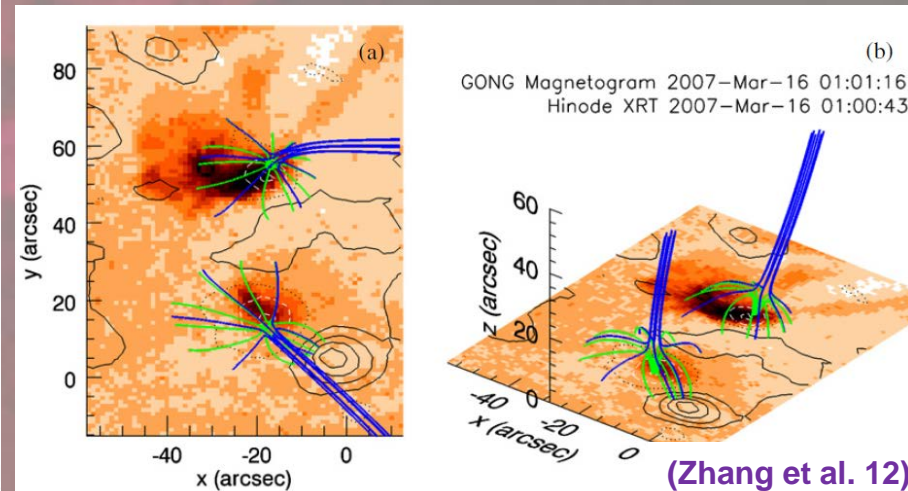 (a)
80
60
40
20
0
y (arcsec)
-40
-20
0
x (arcsec)
(b)
GONG Magnetogram 2007-Mar-16 01:01:16
Hinode XRT 2007-Mar-16 01:00:43
60
40
20
0
z (arcsec)
-40
-20
0
x (arcsec)
(Zhang et al. 12)